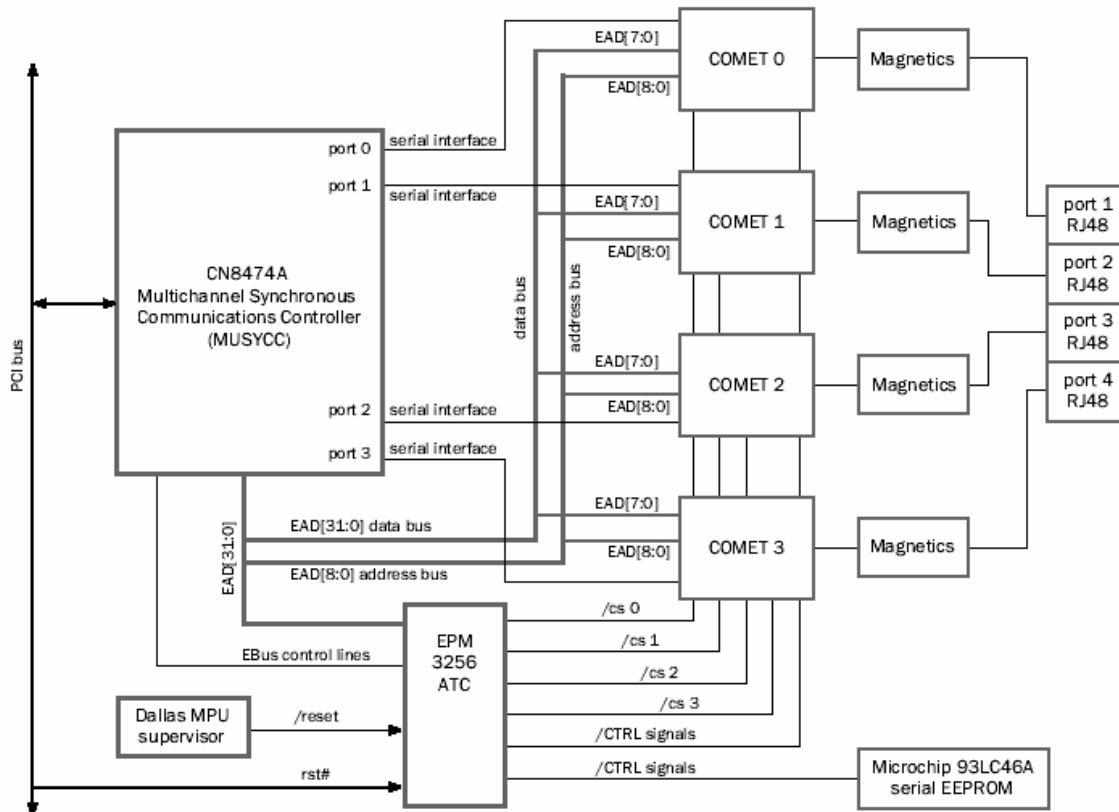 EAD[7:0]
COMET 0
Magnetics
EAD[8:0]
port 0
serial interface
port 1
serial interface
EAD[7:0]
COMET 1
Magnetics
EAD[8:0]
port 1
RJ48
port 2
RJ48
port 3
RJ48
port 4
RJ48
CN8474A
Multichannel Synchronous
Communications Controller
(MUSYCC)
data bus
address bus
PCI bus
EAD[7:0]
COMET 2
Magnetics
EAD[8:0]
port 2
serial interface
port 3
serial interface
EAD[7:0]
COMET 3
Magnetics
EAD[8:0]
EAD[31:0]
EAD[31:0] data bus
EAD[8:0] address bus
EPM
3256
ATC
/cs 0
/cs 1
/cs 2
/cs 3
/CTRL signals
/CTRL signals
EBus control lines
Dallas MPU
supervisor
/reset
rst#
Microchip 93LC46A
serial EEPROM